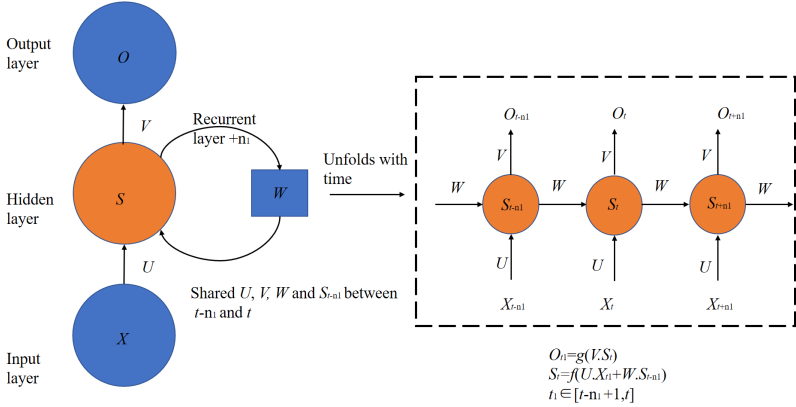 Output
layer
O
V
Recurrent
layer +n1
Hidden
layer
S
W
U
Shared U, V, W and St-n1 between
t-n1 and t
Input
layer
X
Unfolds with
time
Ot-n1
Ot
Ot+n1
V
V
V
W
W
W
W
St-n1
St
St+n1
U
U
U
Xt-n1
Xt
Xt+n1
Ot1=g(V.St)
St=f(U.Xt1+W.St-n1)
t1∈[t-n1+1,t]